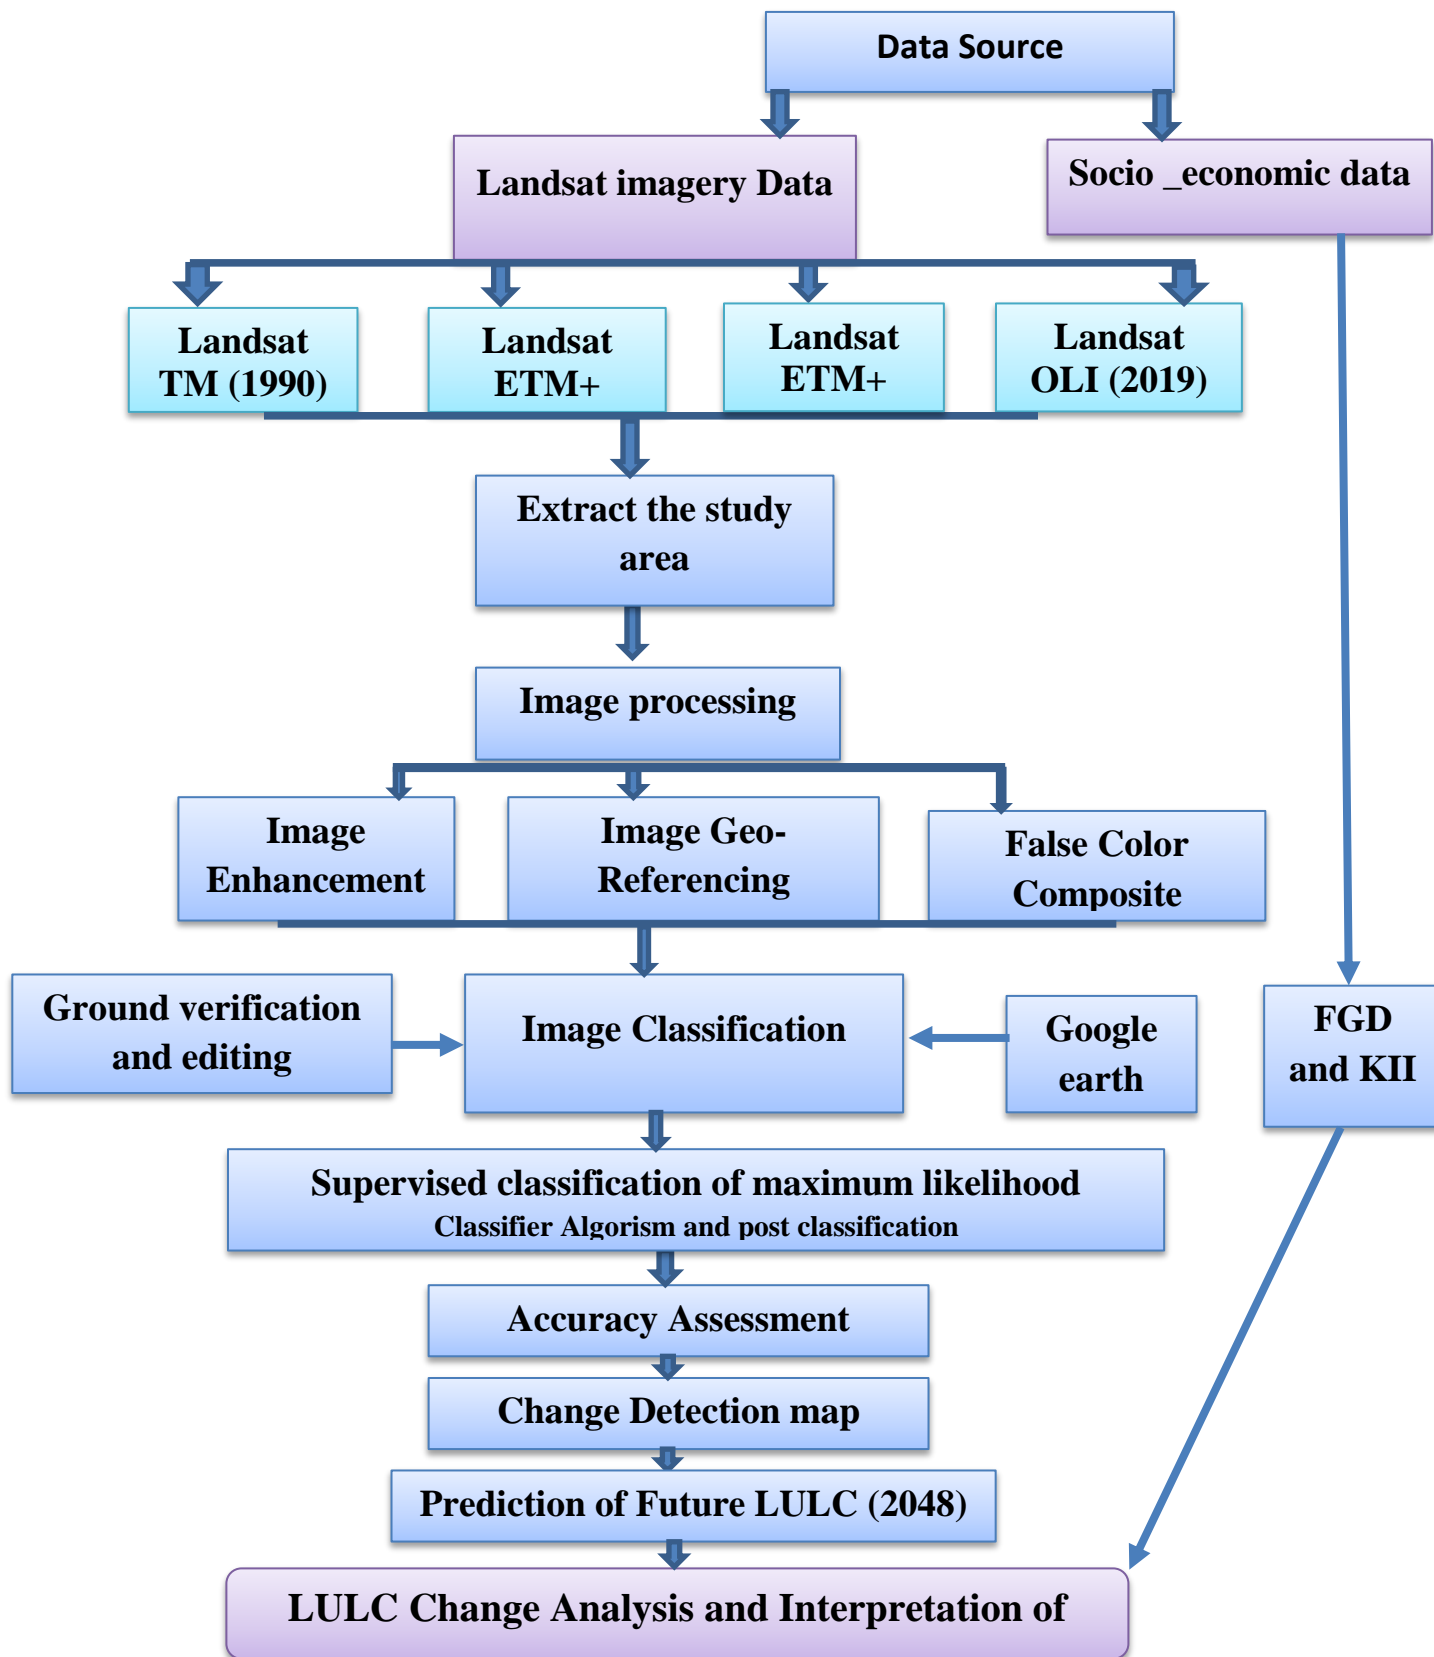 Data Source
Landsat imagery Data
Socio _economic data
Landsat
TM (1990)
Landsat
ETM+
Landsat
ETM+
Landsat
OLI (2019)
Extract the study
area
Image processing
Image
Enhancement
Image Geo-
Referencing
False Color
Composite
Ground verification
and editing
Image Classification
Google
earth
FGD
and KII
Supervised classification of maximum likelihood
Classifier Algorism and post classification
Accuracy Assessment
Change Detection map
Prediction of Future LULC (2048)
LULC Change Analysis and Interpretation of